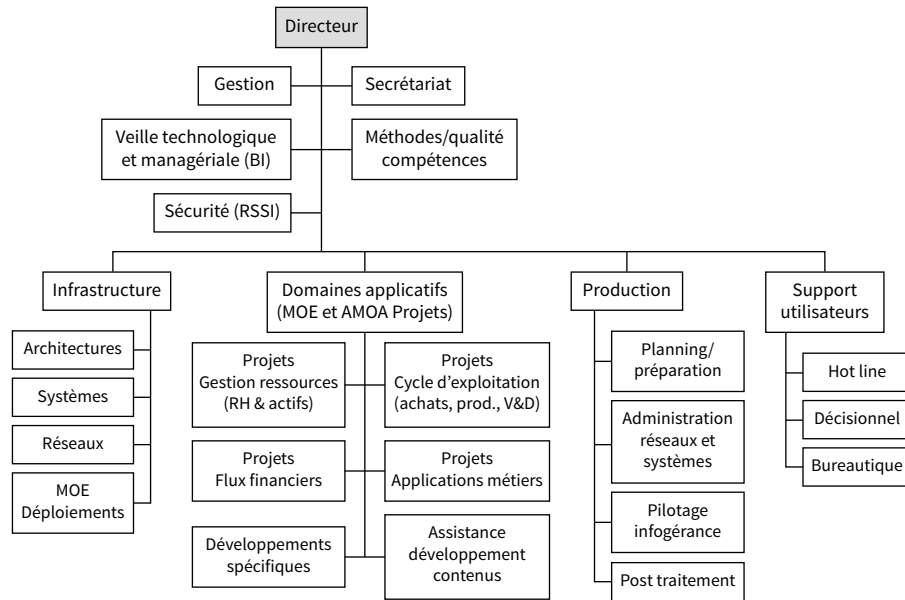 Directeur
Gestion
Secrétariat
Veille technologique
et managériale (BI)
Méthodes/qualité
compétences
Sécurité (RSSI)
Infrastructure
Domaines applicatifs
(MOE et AMOA Projets)
Production
Support
utilisateurs
Architectures
Systèmes
Réseaux
MOE
Déploiements
Projets
Gestion ressources
(RH & actifs)
Projets
Cycle d’exploitation
(achats, prod., V&D)
Projets
Flux financiers
Projets
Applications métiers
Développements
spécifiques
Assistance
développement
contenus
Planning/
préparation
Administration
réseaux et
systèmes
Pilotage
infogérance
Post traitement
Hot line
Décisionnel
Bureautique